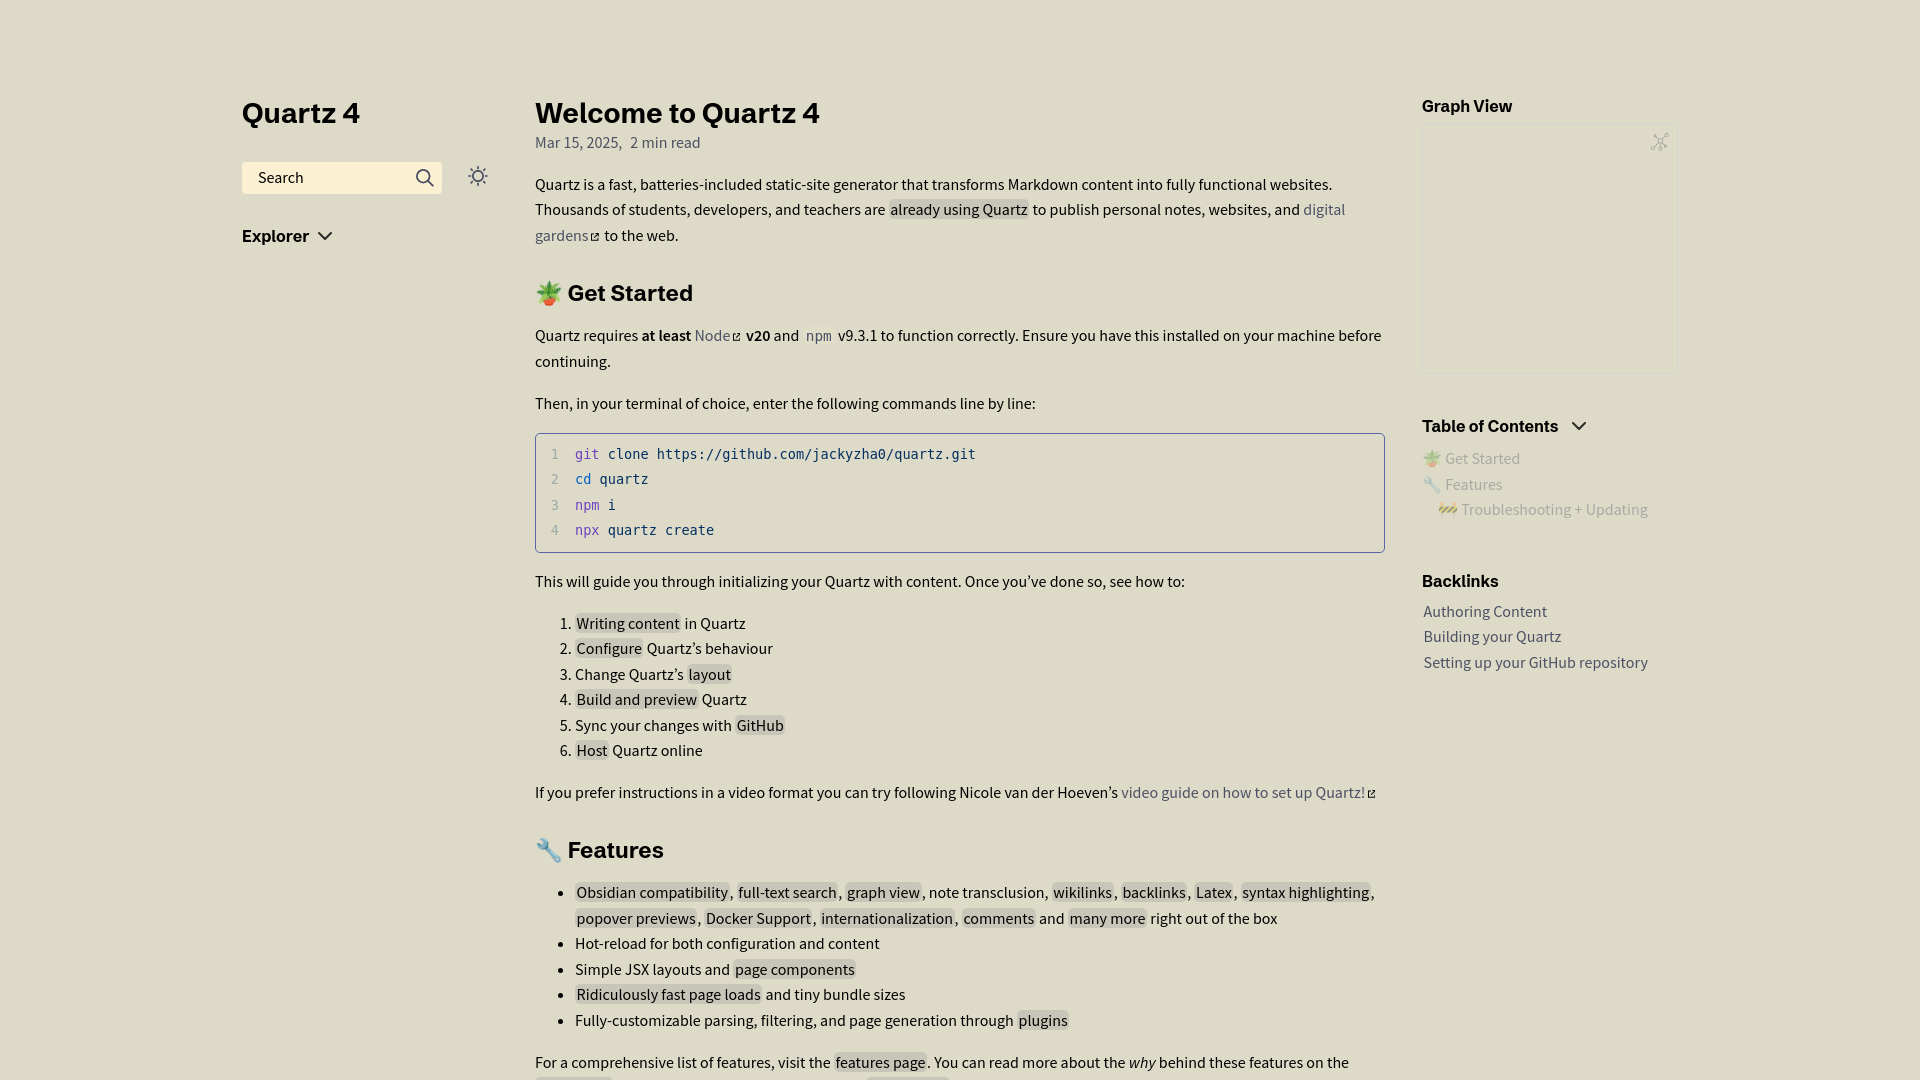 Quartz 4
Search
Explorer
Welcome to Quartz 4
Mar 15, 2025, 2 min read
Quartz is a fast, batteries-included static-site generator that transforms Markdown content into fully functional websites.
Thousands of students, developers, and teachers are already using Quartz to publish personal notes, websites, and digital
gardens to the web.
🪴 Get Started
Quartz requires at least Node v20 and npm v9.3.1 to function correctly. Ensure you have this installed on your machine before
continuing.
Then, in your terminal of choice, enter the following commands line by line:
1 git clone https://github.com/jackyzha0/quartz.git
2 cd quartz
3 npm i
4 npx quartz create
This will guide you through initializing your Quartz with content. Once you’ve done so, see how to:
1. Writing content in Quartz
2. Configure Quartz’s behaviour
3. Change Quartz’s layout
4. Build and preview Quartz
5. Sync your changes with GitHub
6. Host Quartz online
If you prefer instructions in a video format you can try following Nicole van der Hoeven’s video guide on how to set up Quartz!
🔧 Features
• Obsidian compatibility, full-text search, graph view, note transclusion, wikilinks, backlinks, Latex, syntax highlighting,
popover previews, Docker Support, internationalization, comments and many more right out of the box
• Hot-reload for both configuration and content
• Simple JSX layouts and page components
• Ridiculously fast page loads and tiny bundle sizes
• Fully-customizable parsing, filtering, and page generation through plugins
For a comprehensive list of features, visit the features page. You can read more about the why behind these features on the
Graph View
Table of Contents
🪴 Get Started
🔧 Features
🚧 Troubleshooting + Updating
Backlinks
Authoring Content
Building your Quartz
Setting up your GitHub repository